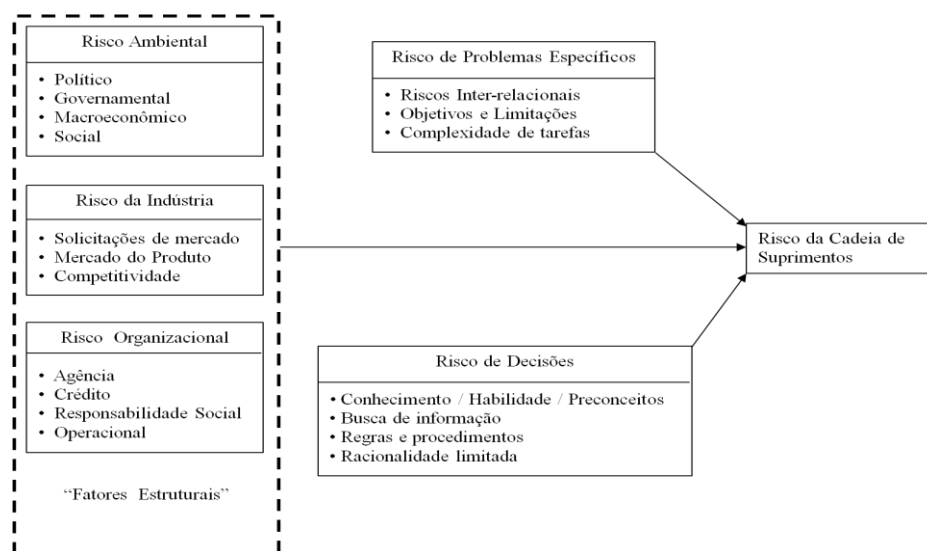 Risco Ambiental
• Político
• Governamental
• Macroeconômico
• Social
Risco da Indústria
• Solicitações de mercado
• Mercado do Produto
• Competitividade
Risco Organizacional
• Agência
• Crédito
• Responsabilidade Social
• Operacional
“Fatores Estruturais”
Risco de Problemas Específicos
• Riscos Inter-relacionais
• Objetivos e Limitações
• Complexidade de tarefas
Risco de Decisões
• Conhecimento / Habilidade / Preconceitos
• Busca de informação
• Regras e procedimentos
• Racionalidade limitada
Risco da Cadeia de
Suprimentos